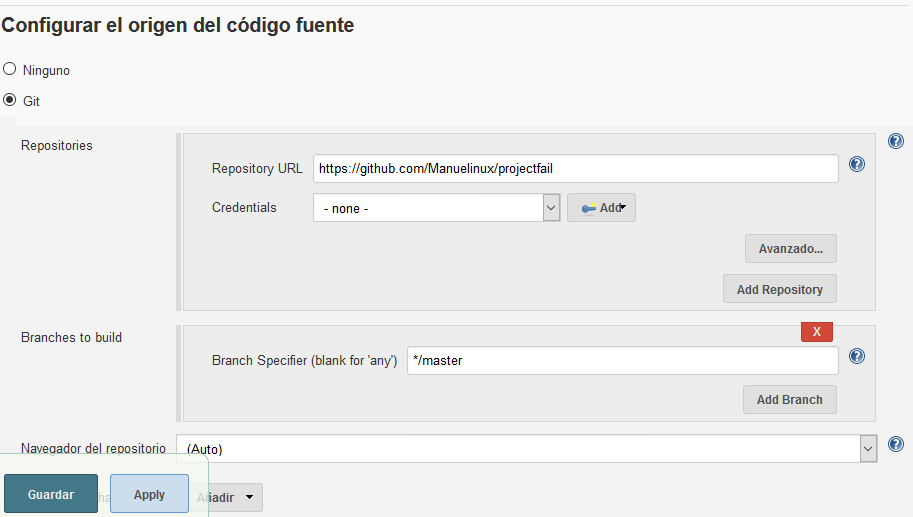 Configurar el origen del código fuente
Ninguno
Git
Repositories
Repository URL https://github.com/Manuelinux/projectfail
Credentials - none - Add
Avanzado...
Add Repository
Branches to build
X
Branch Specifier (blank for 'any') */master
Add Branch
Navegador del repositorio (Auto)
Guardar Apply Añadir